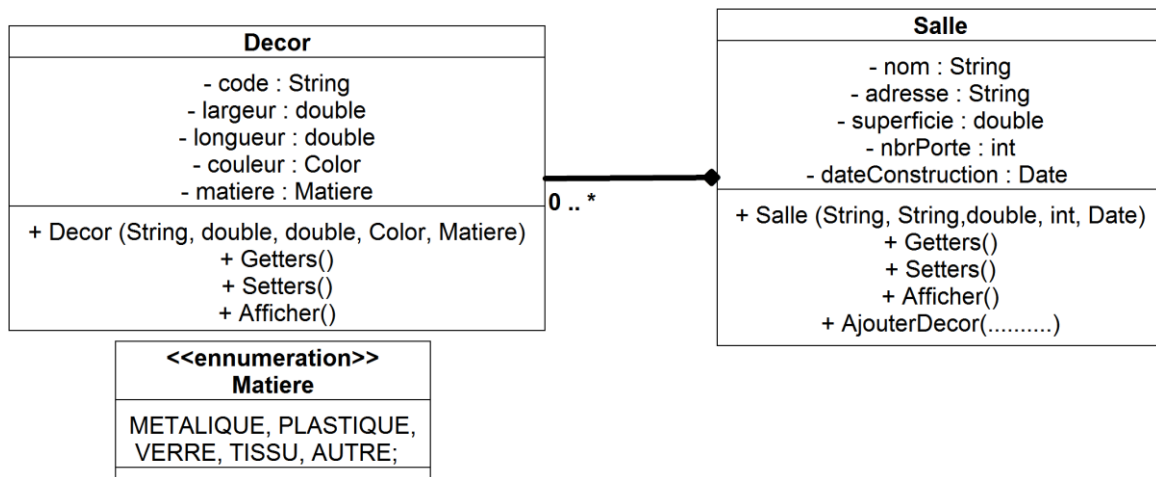 Decor
- code : String
- largeur : double
- longueur : double
- couleur : Color
- matiere : Matiere
+ Decor (String, double, double, Color, Matiere)
+ Getters()
+ Setters()
+ Afficher()
0 .. *
Salle
- nom : String
- adresse : String
- superficie : double
- nbrPorte : int
- dateConstruction : Date
+ Salle (String, String,double, int, Date)
+ Getters()
+ Setters()
+ Afficher()
+ AjouterDecor(..........)
<<ennumeration>>
Matiere
METALIQUE, PLASTIQUE,
VERRE, TISSU, AUTRE;